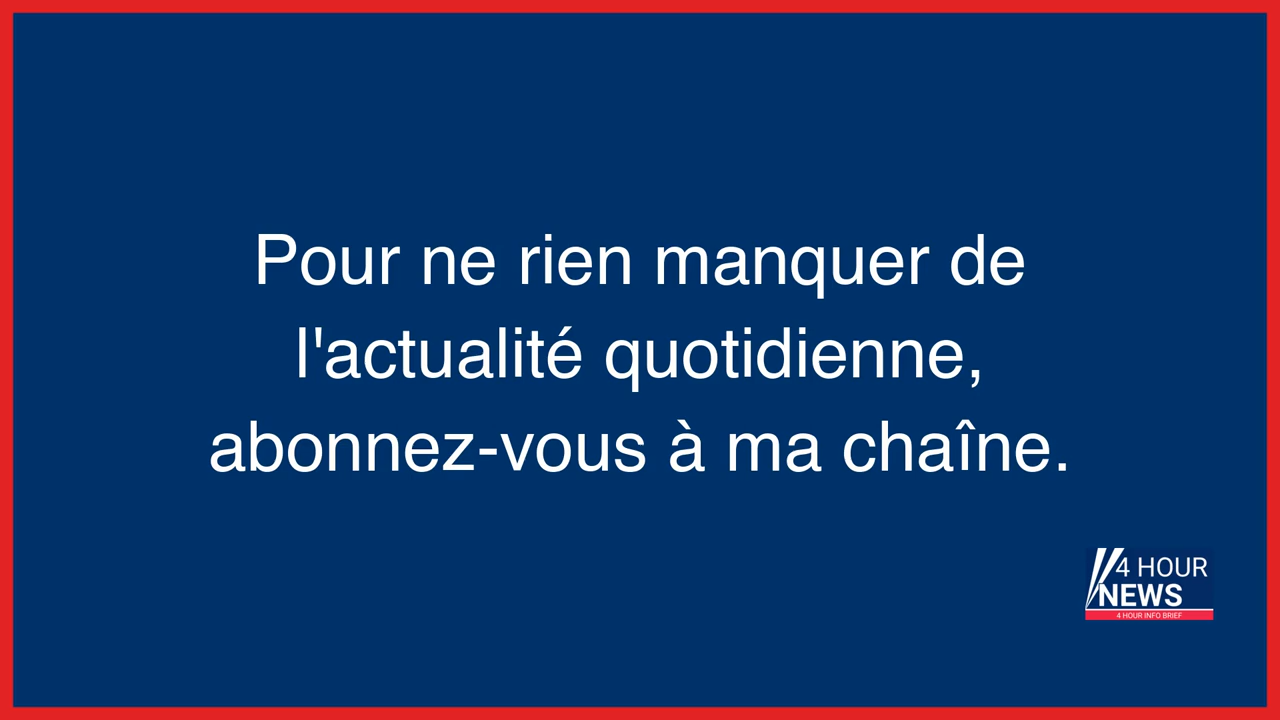 Pour ne rien manquer de
l'actualité quotidienne,
abonnez-vous à ma chaîne.
4 HOUR
NEWS
4 HOUR INFO BRIEF